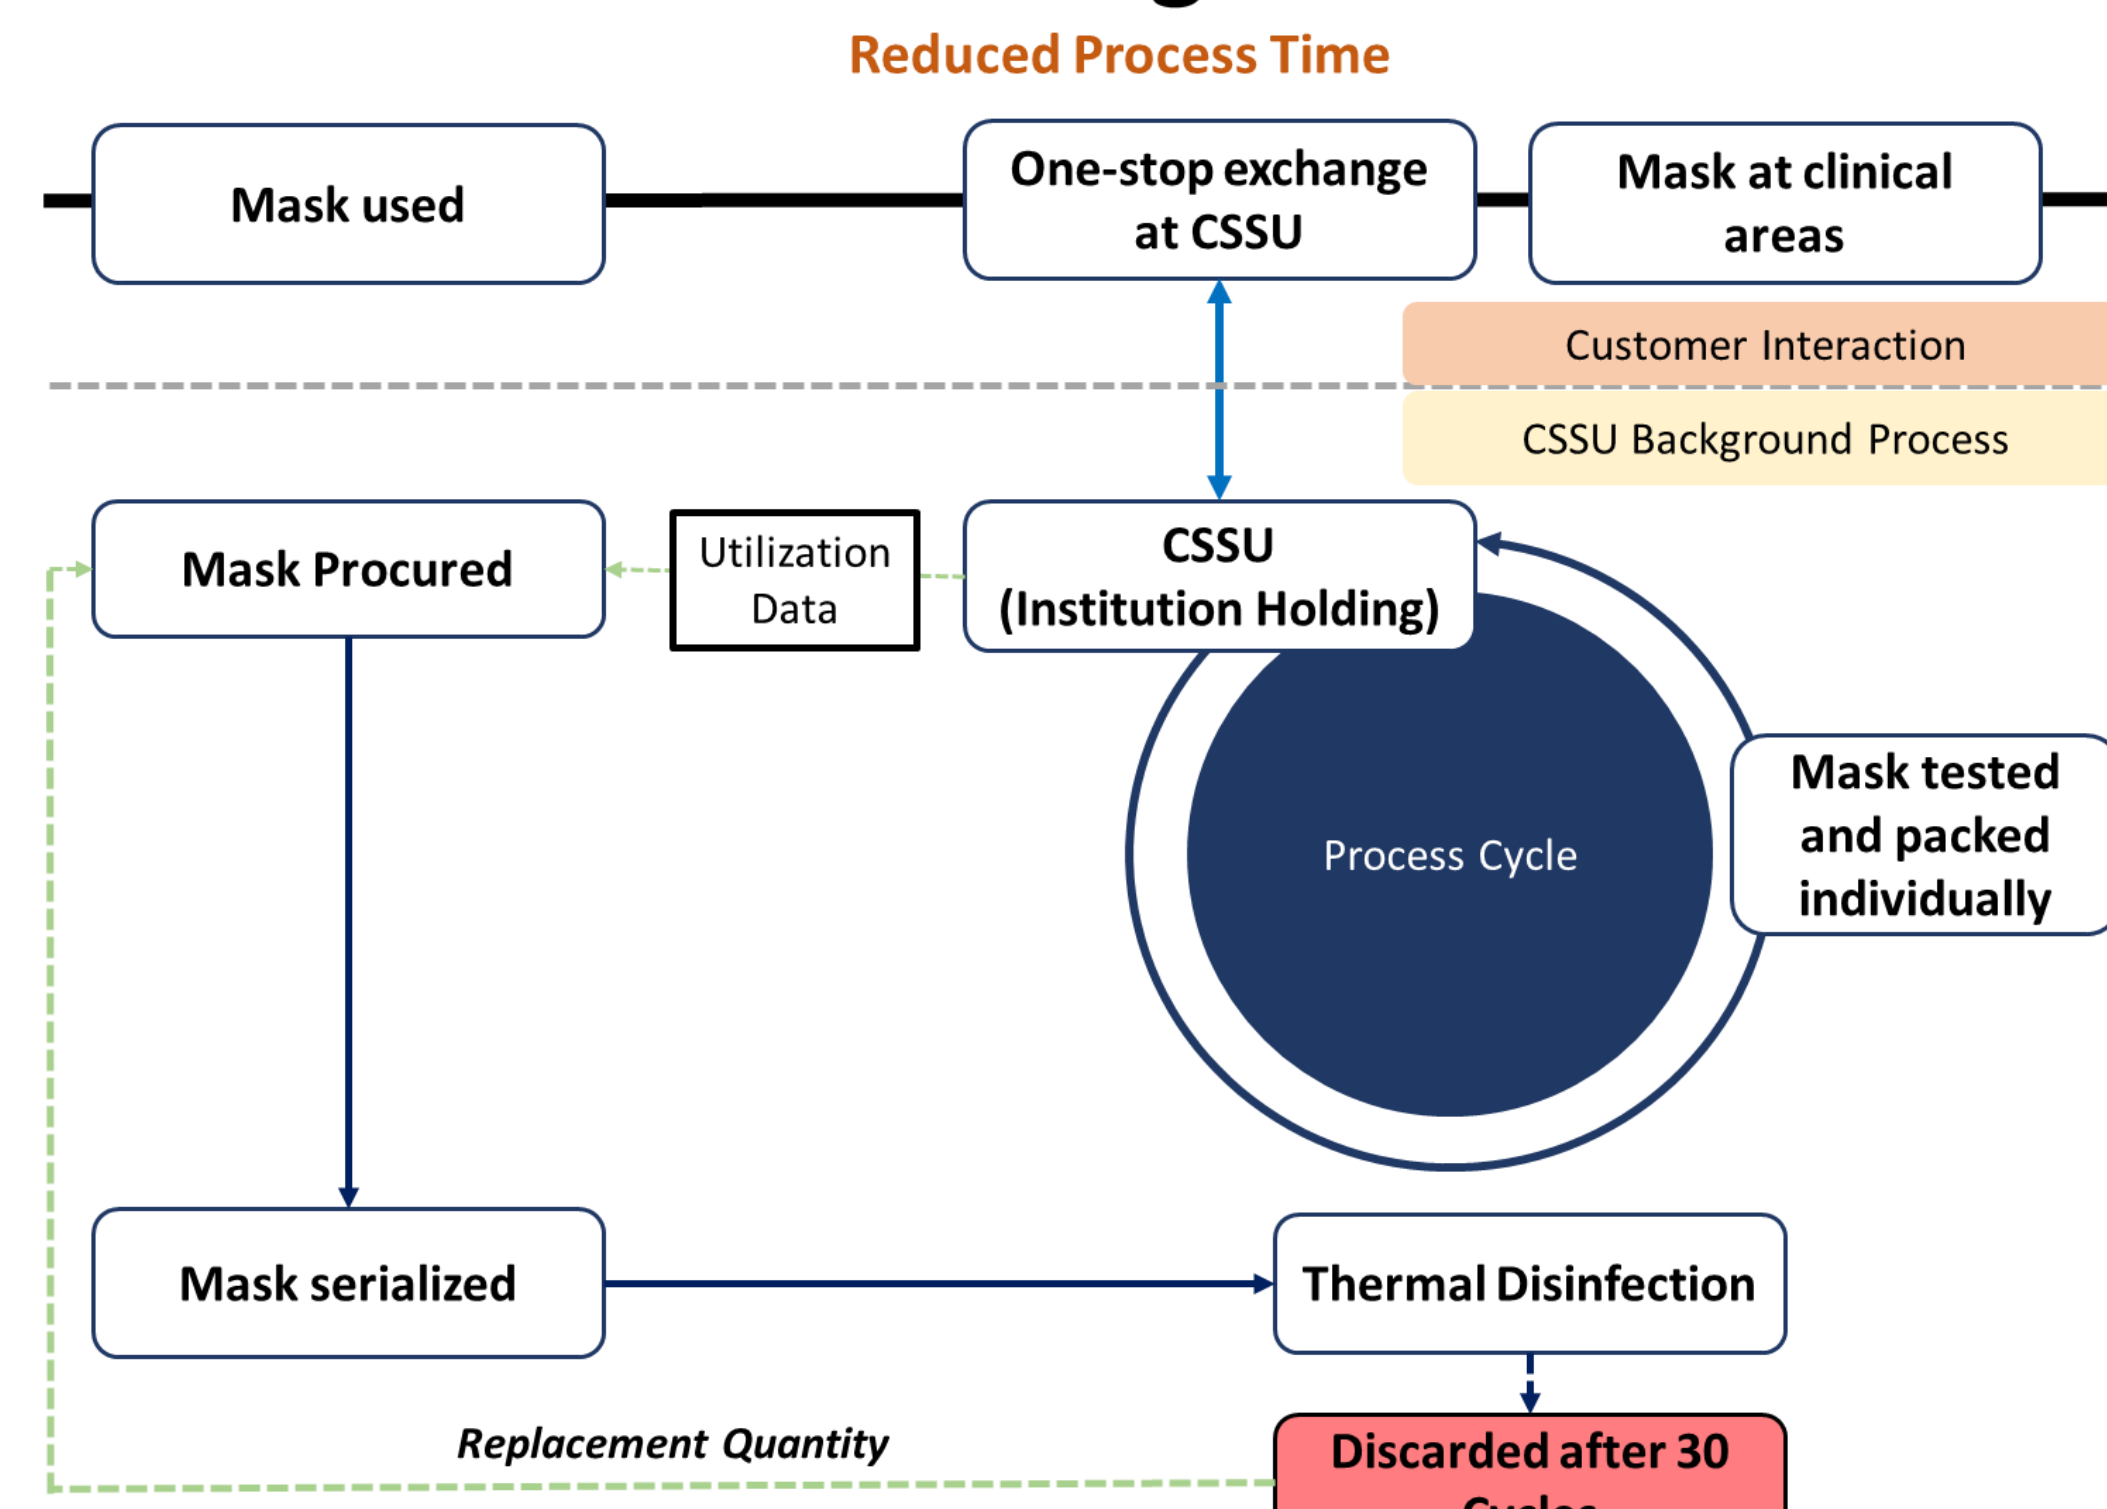 Reduced Process Time
Mask used
One-stop exchange
at CSSU
Mask at clinical
areas
Customer Interaction
CSSU Background Process
Mask Procured
Utilization
Data
CSSU
(Institution Holding)
Mask tested
and packed
individually
Process Cycle
Mask serialized
Thermal Disinfection
Replacement Quantity
Discarded after 30
Cycles